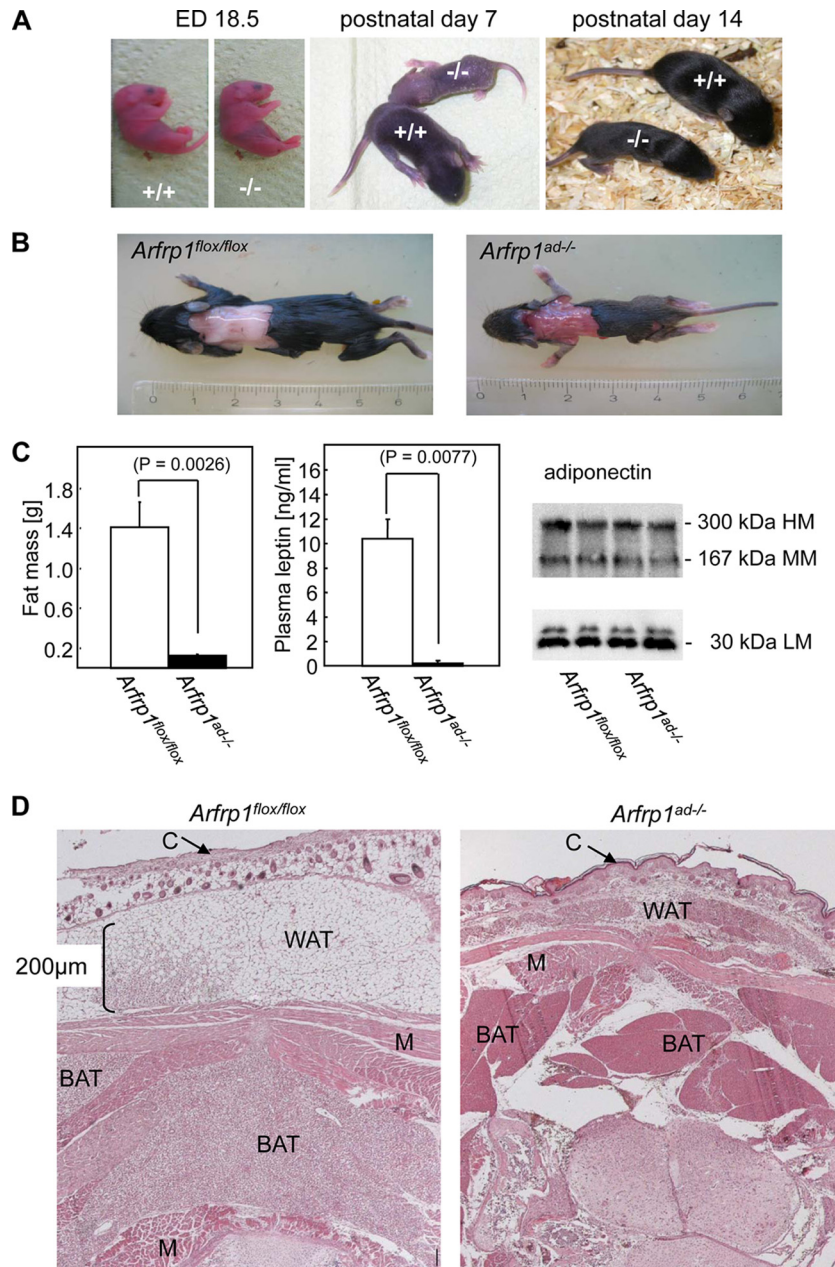 A
ED 18.5
postnatal day 7
postnatal day 14
+/+
-/-
-/-
+/+
+/+
-/-
B
Arfrp1flox/flox
Arfrp1ad-/-
0 1 2 3 4 5 6
0 1 2 3 4 5 6
C
(P = 0.0026)
Fat mass [g]
1.8
1.4
1.0
0.6
0.2
Arfrp1flox/flox
Arfrp1ad-/-
(P = 0.0077)
Plasma leptin [ng/ml]
16
14
12
10
8
6
4
2
0
Arfrp1flox/flox
Arfrp1ad-/-
adiponectin
- 300 kDa HM
- 167 kDa MM
- 30 kDa LM
Arfrp1flox/flox
Arfrp1ad-/-
D
Arfrp1flox/flox
C
WAT
200µm
M
BAT
BAT
M
Arfrp1ad-/-
C
WAT
M
BAT
BAT